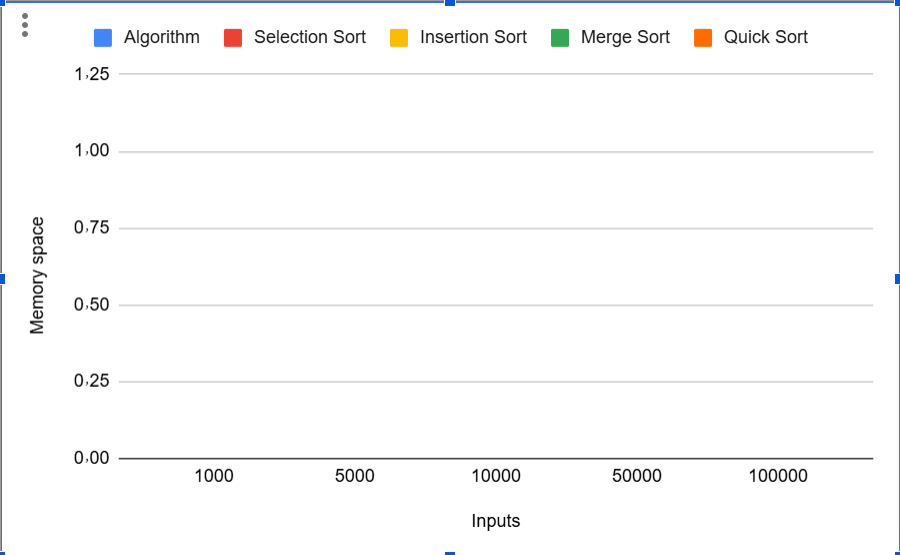 Algorithm Selection Sort Insertion Sort Merge Sort Quick Sort
1,25
1,00
0,75
0,50
0,25
0,00
Memory space
1000 5000 10000 50000 100000
Inputs